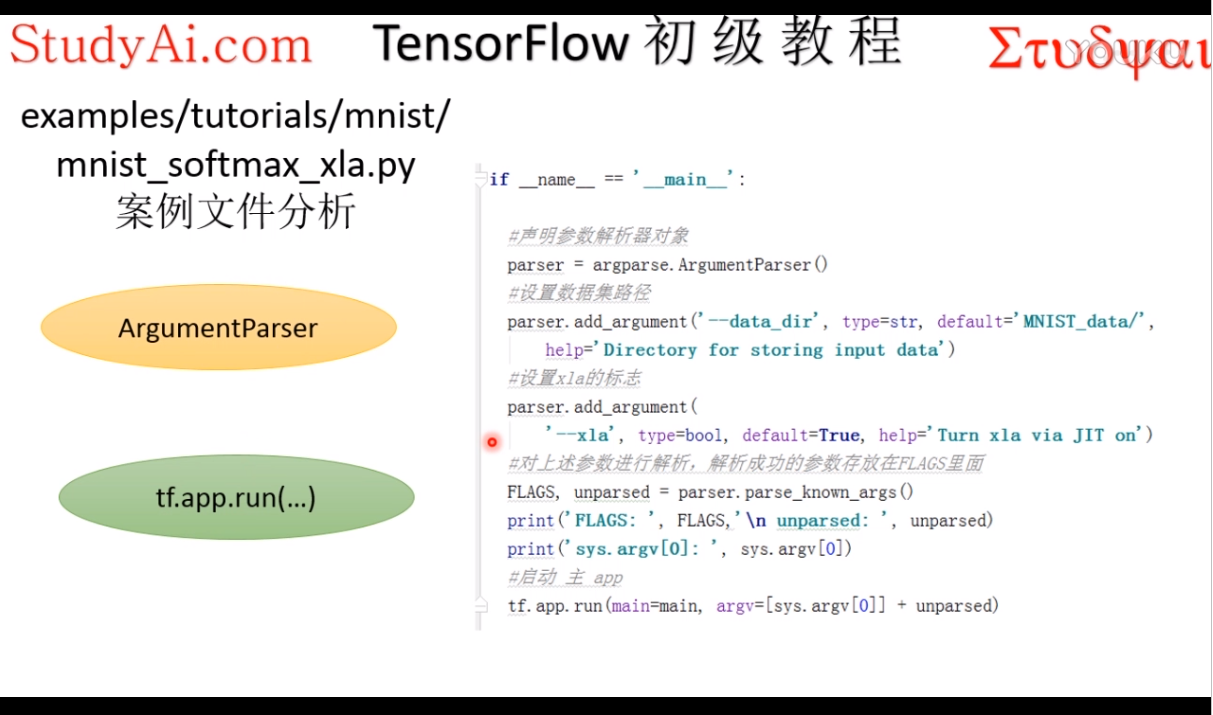 StudyAi.com
TensorFlow 初级教程
Στυδψαι
YOUKU
examples/tutorials/mnist/
mnist_softmax_xla.py
案例文件分析
ArgumentParser
tf.app.run(...)
if __name__ == '__main__':
#声明参数解析器对象
parser = argparse.ArgumentParser()
#设置数据集路径
parser.add_argument('--data_dir', type=str, default='MNIST_data/',
help='Directory for storing input data')
#设置xla的标志
parser.add_argument(
'--xla', type=bool, default=True, help='Turn xla via JIT on')
#对上述参数进行解析，解析成功的参数存放在FLAGS里面
FLAGS, unparsed = parser.parse_known_args()
print('FLAGS: ', FLAGS,'\n unparsed: ', unparsed)
print('sys.argv[0]: ', sys.argv[0])
#启动 主 app
tf.app.run(main=main, argv=[sys.argv[0]] + unparsed)